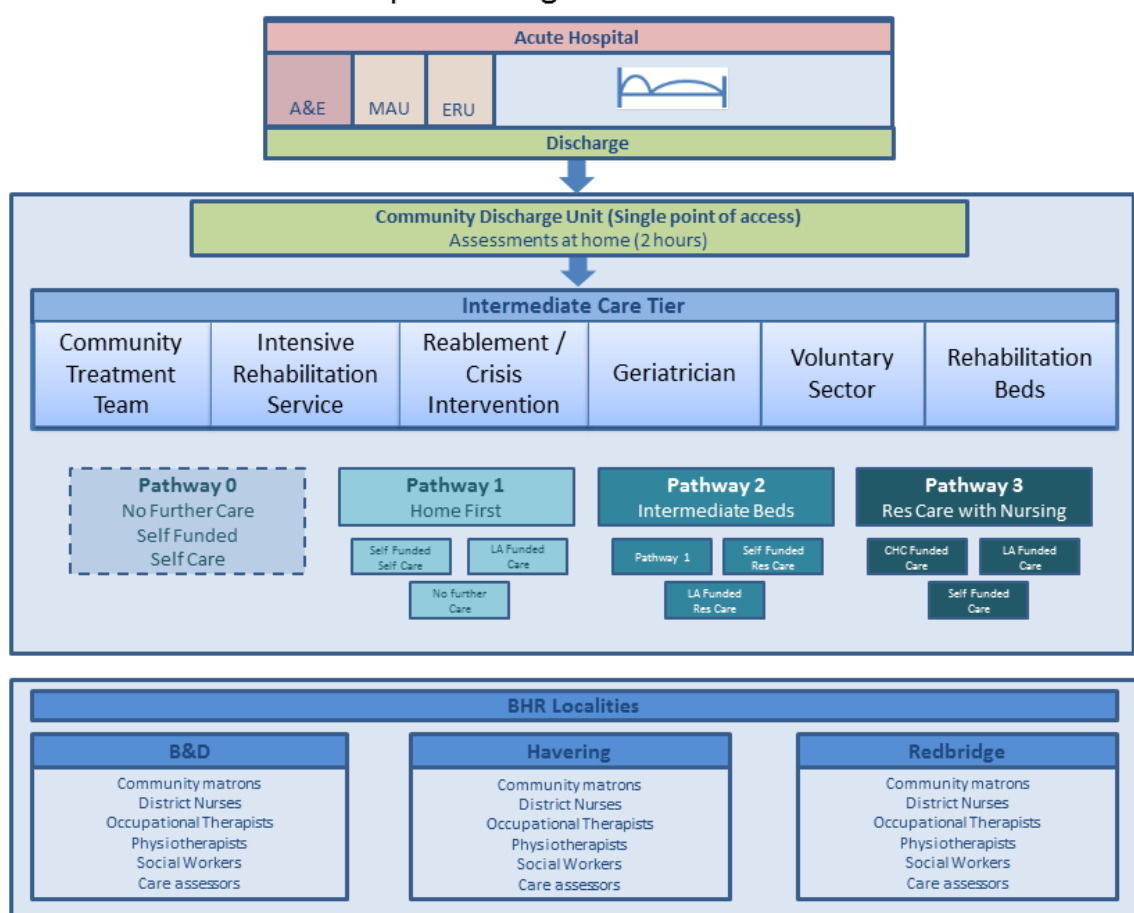 Acute Hospital
A&E
MAU
ERU
Discharge
Community Discharge Unit (Single point of access)
Assessments at home (2 hours)
Intermediate Care Tier
Community
Treatment
Team
Intensive
Rehabilitation
Service
Reablement /
Crisis
Intervention
Geriatrician
Voluntary
Sector
Rehabilitation
Beds
Pathway 0
No Further Care
Self Funded
Self Care
Pathway 1
Home First
Self Funded
Self Care
LA Funded
Care
No further
Care
Pathway 2
Intermediate Beds
Pathway 1
Self Funded
Res Care
LA Funded
Res Care
Pathway 3
Res Care with Nursing
CHC Funded
Care
LA Funded
Care
Self Funded
Care
BHR Localities
B&D
Community matrons
District Nurses
Occupational Therapists
Physiotherapists
Social Workers
Care assessors
Havering
Community matrons
District Nurses
Occupational Therapists
Physiotherapists
Social Workers
Care assessors
Redbridge
Community matrons
District Nurses
Occupational Therapists
Physiotherapists
Social Workers
Care assessors